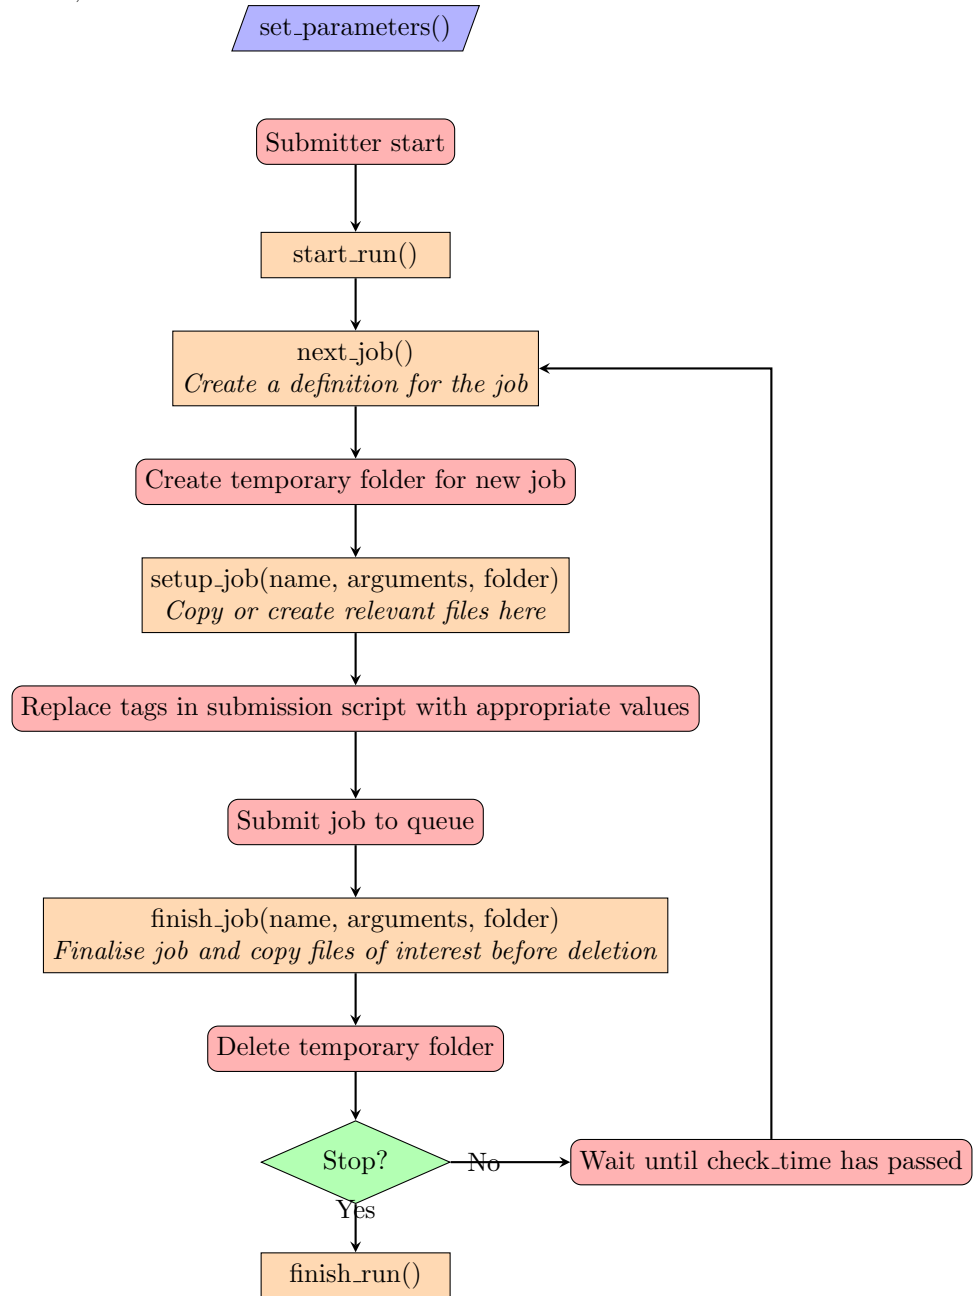 set_parameters()
Submitter start
start_run()
next_job()
Create a definition for the job
Create temporary folder for new job
setup_job(name, arguments, folder)
Copy or create relevant files here
Replace tags in submission script with appropriate values
Submit job to queue
finish_job(name, arguments, folder)
Finalise job and copy files of interest before deletion
Delete temporary folder
Stop?
No
Wait until check_time has passed
Yes
finish_run()